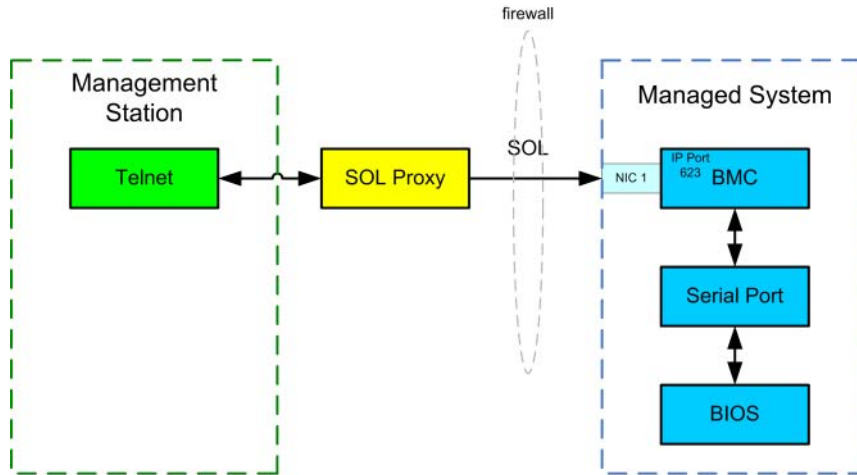 firewall
Management
Station
Managed System
Telnet
SOL Proxy
SOL
NIC 1
IP Port
623
BMC
Serial Port
BIOS